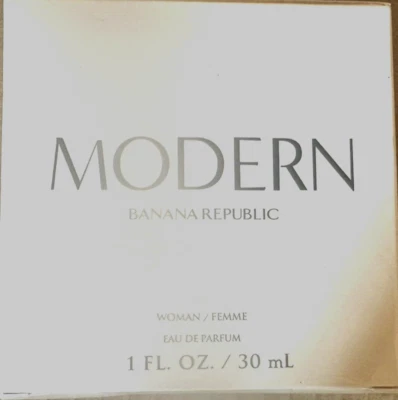 MODERN
BANANA REPUBLIC
WOMAN / FEMME
EAU DE PARFUM
1 FL. OZ. / 30 mL